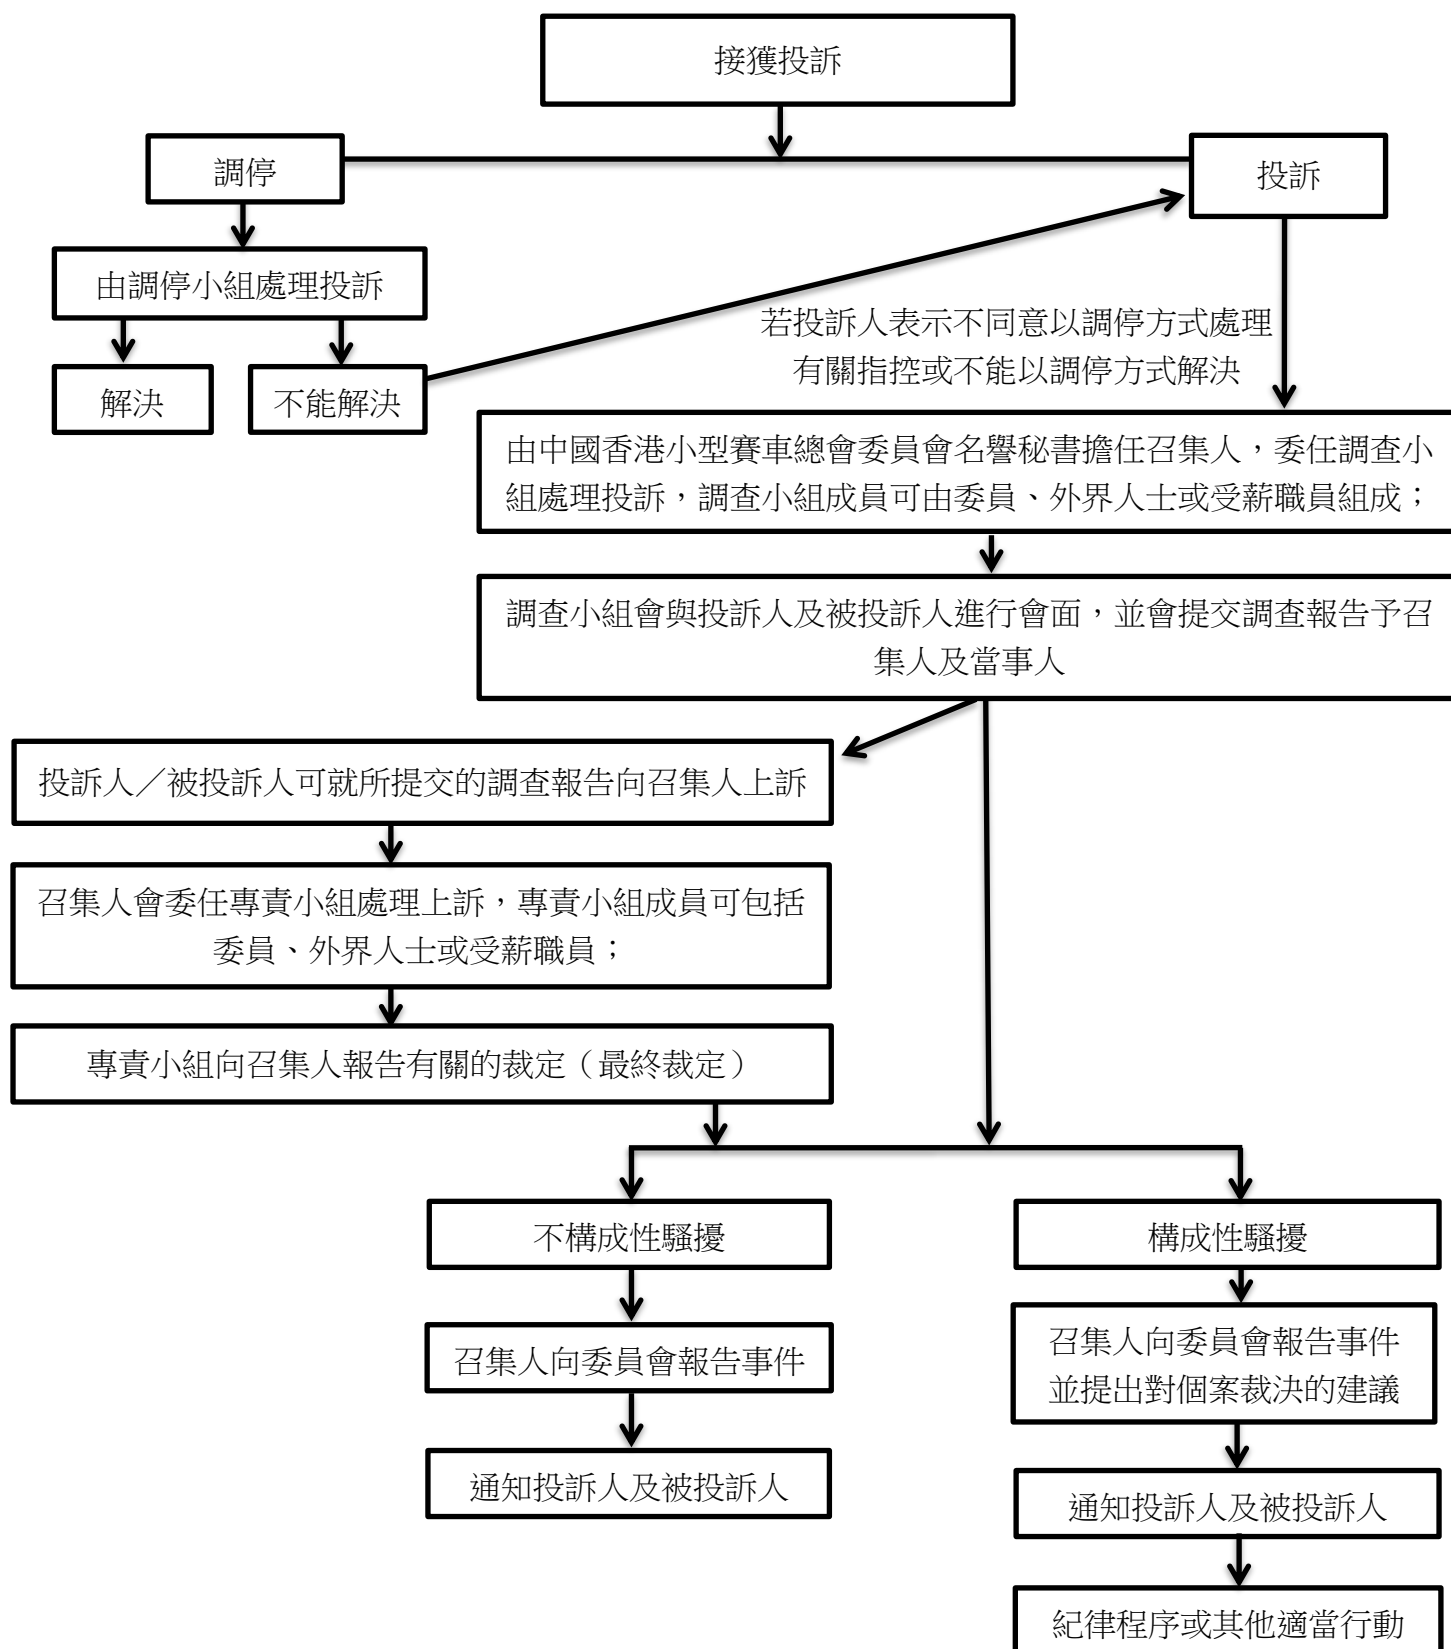 接獲投訴
調停
投訴
由調停小組處理投訴
若投訴人表示不同意以調停方式處理
有關指控或不能以調停方式解決
解決
不能解決
由中國香港小型賽車總會委員會名譽秘書擔任召集人，委任調查小
組處理投訴，調查小組成員可由委員、外界人士或受薪職員組成；
調查小組會與投訴人及被投訴人進行會面，並會提交調查報告予召
集人及當事人
投訴人／被投訴人可就所提交的調查報告向召集人上訴
召集人會委任專責小組處理上訴，專責小組成員可包括
委員、外界人士或受薪職員；
專責小組向召集人報告有關的裁定（最終裁定）
不構成性騷擾
構成性騷擾
召集人向委員會報告事件
召集人向委員會報告事件
並提出對個案裁決的建議
通知投訴人及被投訴人
通知投訴人及被投訴人
紀律程序或其他適當行動